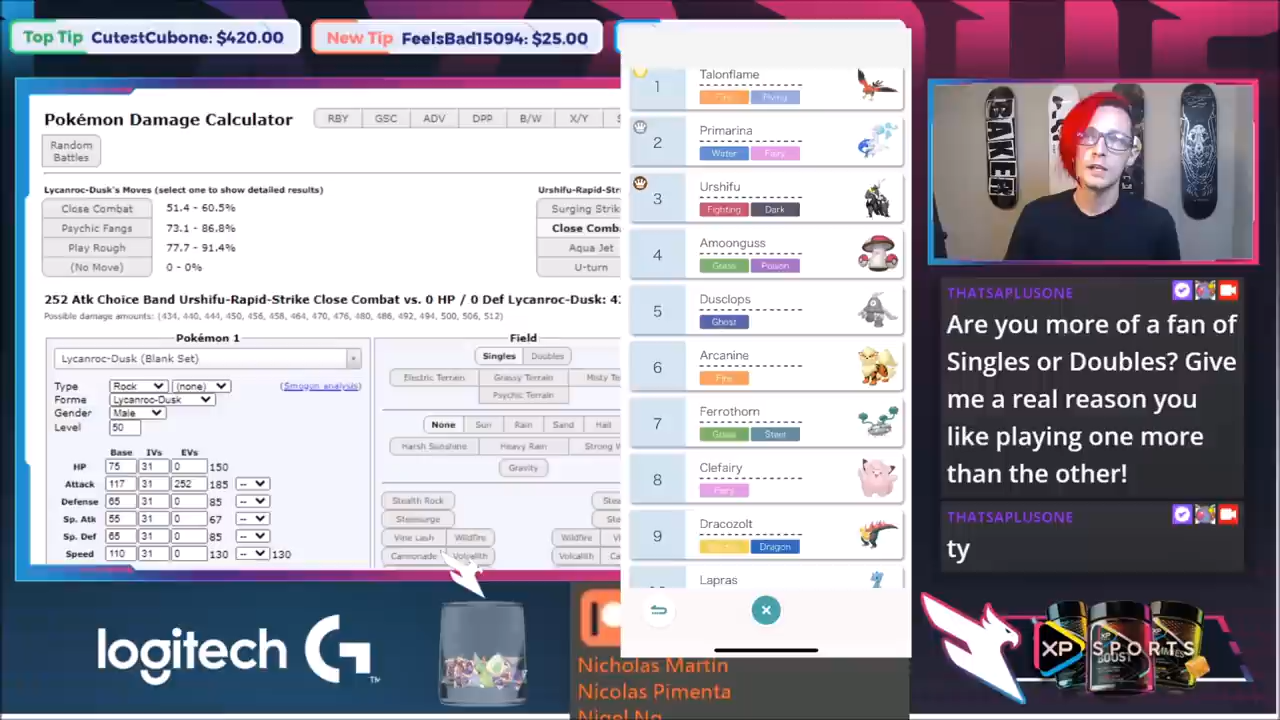 Top Tip CutestCubone: $420.00
New Tip FeelsBad15094: $25.00
Pokémon Damage Calculator
RBY GSC ADV DPP B/W X/Y
Random
Battles
Lycanroc-Dusk's Moves (select one to show detailed results)
Close Combat 51.4 - 60.5%
Psychic Fangs 73.1 - 86.8%
Play Rough 77.7 - 91.4%
(No Move) 0 - 0%
Urshifu-Rapid-Stri
Surging Strik
Close Comb
Aqua Jet
U-turn
252 Atk Choice Band Urshifu-Rapid-Strike Close Combat vs. 0 HP / 0 Def Lycanroc-Dusk:
Possible damage amounts: (434, 440, 444, 450, 456, 458, 464, 470, 476, 480, 486, 492, 494, 500, 506, 512)
Pokémon 1
Lycanroc-Dusk (Blank Set)
Type Rock (none) (Smogon analysis)
Forme Lycanroc-Dusk
Gender Male
Level 50
Base IVs EVs
HP 75 31 0 150
Attack 117 31 252 185 --
Defense 65 31 0 85 --
Sp. Atk 55 31 0 67 --
Sp. Def 65 31 0 85 --
Speed 110 31 0 130 -- 130
Field
Singles Doubles
Electric Terrain Grassy Terrain Misty Te
Psychic Terrain
None Sun Rain Sand Hail
Harsh Sunshine Heavy Rain Strong W
Gravity
Stealth Rock Stea
Steelsurge Ste
Vine Lash Wildfire Wildfire Vi
Cannonade Volcalith Volcalith Ca
1 Talonflame
Fire Flying
2 Primarina
Water Fairy
3 Urshifu
Fighting Dark
4 Amoonguss
Grass Poison
5 Dusclops
Ghost
6 Arcanine
Fire
7 Ferrothorn
Grass Steel
8 Clefairy
Fairy
9 Dracozolt
Dragon
Lapras
BAKER
THATSAPLUSONE
Are you more of a fan of
Singles or Doubles? Give
me a real reason you
like playing one more
than the other!
THATSAPLUSONE
ty
logitech G
TM
Nicholas Martin
Nicolas Pimenta
Nigel Ng
XP SPORTS
BOOST